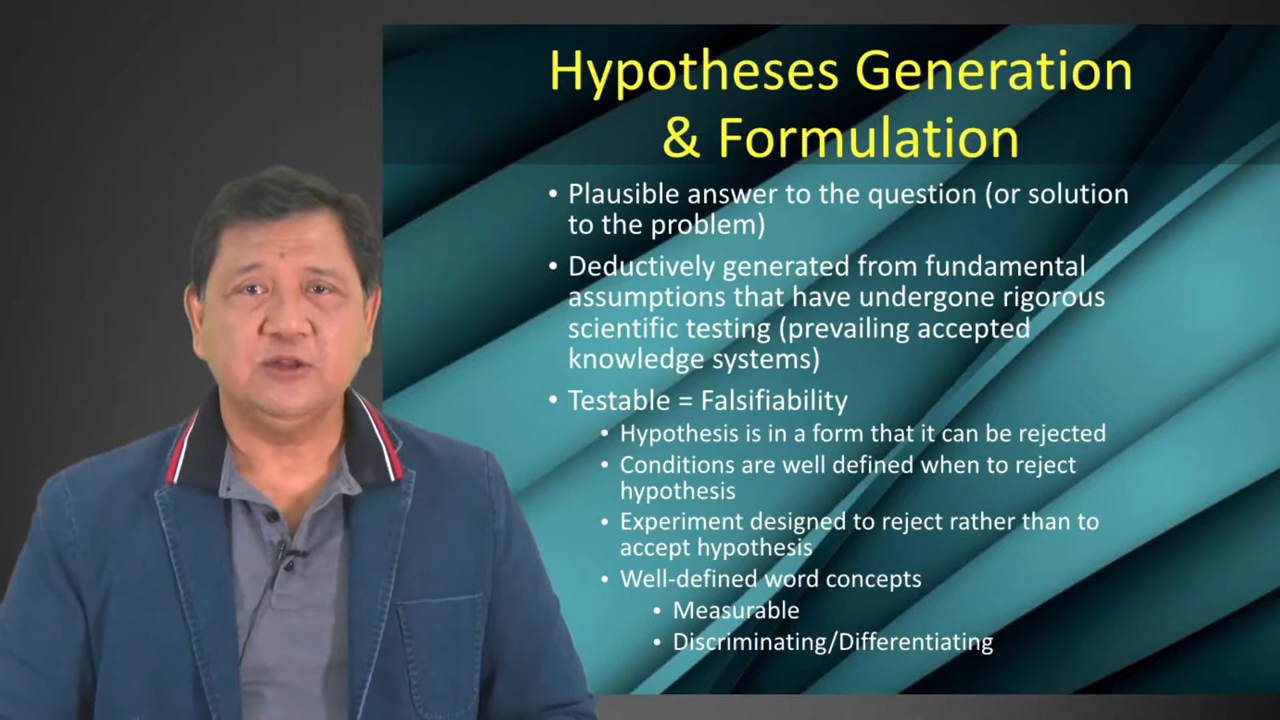 Hypotheses Generation
& Formulation
• Plausible answer to the question (or solution
to the problem)
• Deductively generated from fundamental
assumptions that have undergone rigorous
scientific testing (prevailing accepted
knowledge systems)
• Testable = Falsifiability
• Hypothesis is in a form that it can be rejected
• Conditions are well defined when to reject
hypothesis
• Experiment designed to reject rather than to
accept hypothesis
• Well-defined word concepts
• Measurable
• Discriminating/Differentiating